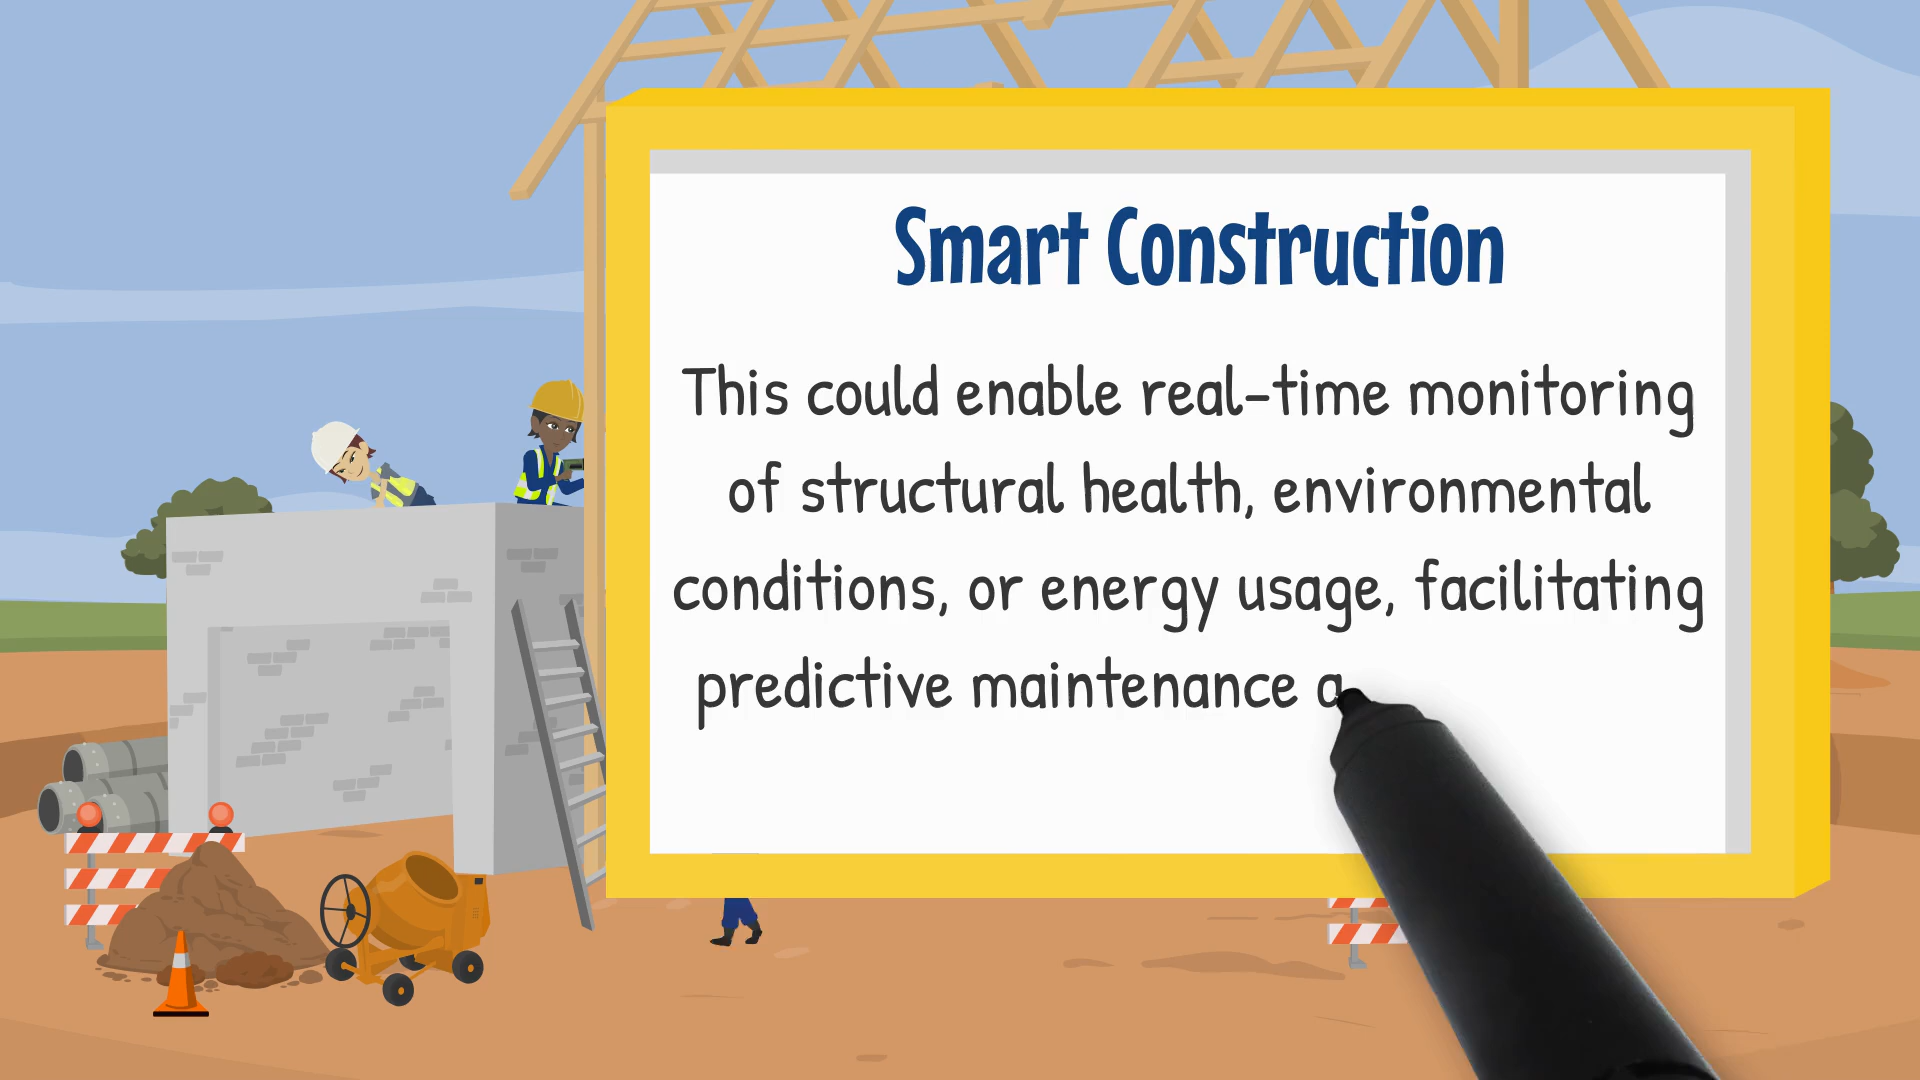 Smart Construction
This could enable real-time monitoring
of structural health, environmental
conditions, or energy usage, facilitating
predictive maintenance a